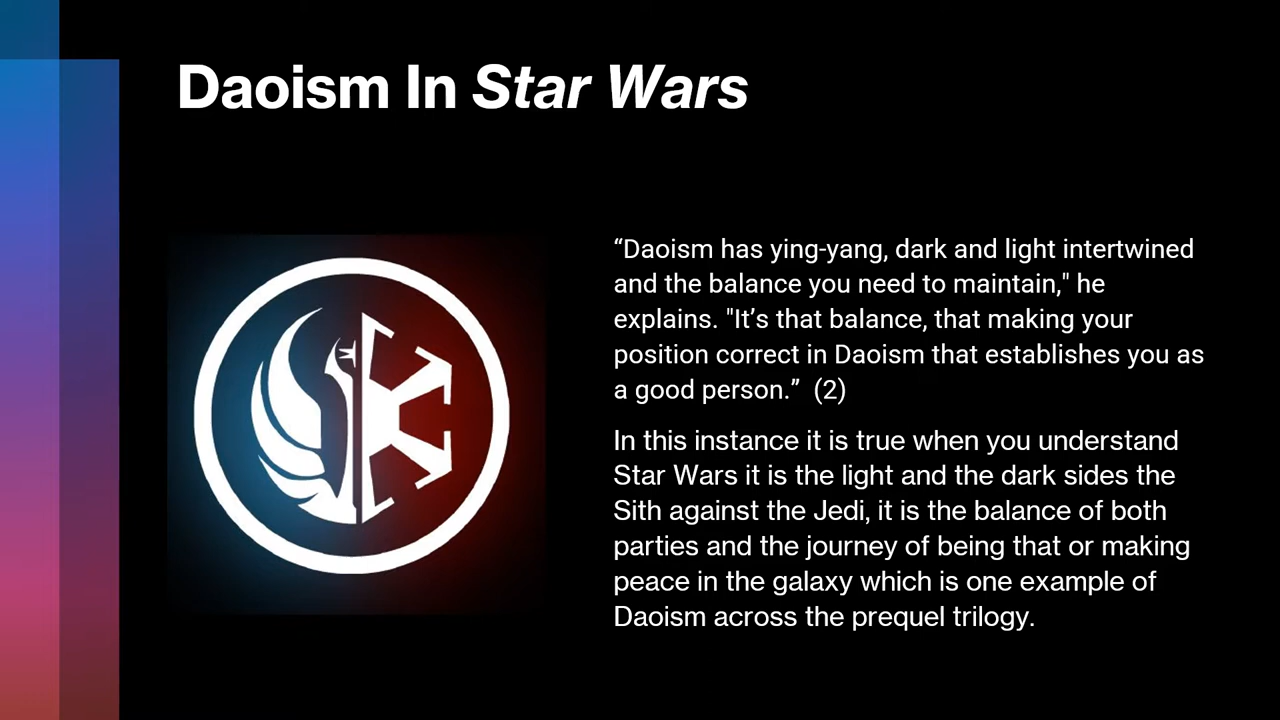 Daoism In Star Wars
“Daoism has ying-yang, dark and light intertwined
and the balance you need to maintain," he
explains. "It’s that balance, that making your
position correct in Daoism that establishes you as
a good person.” (2)
In this instance it is true when you understand
Star Wars it is the light and the dark sides the
Sith against the Jedi, it is the balance of both
parties and the journey of being that or making
peace in the galaxy which is one example of
Daoism across the prequel trilogy.